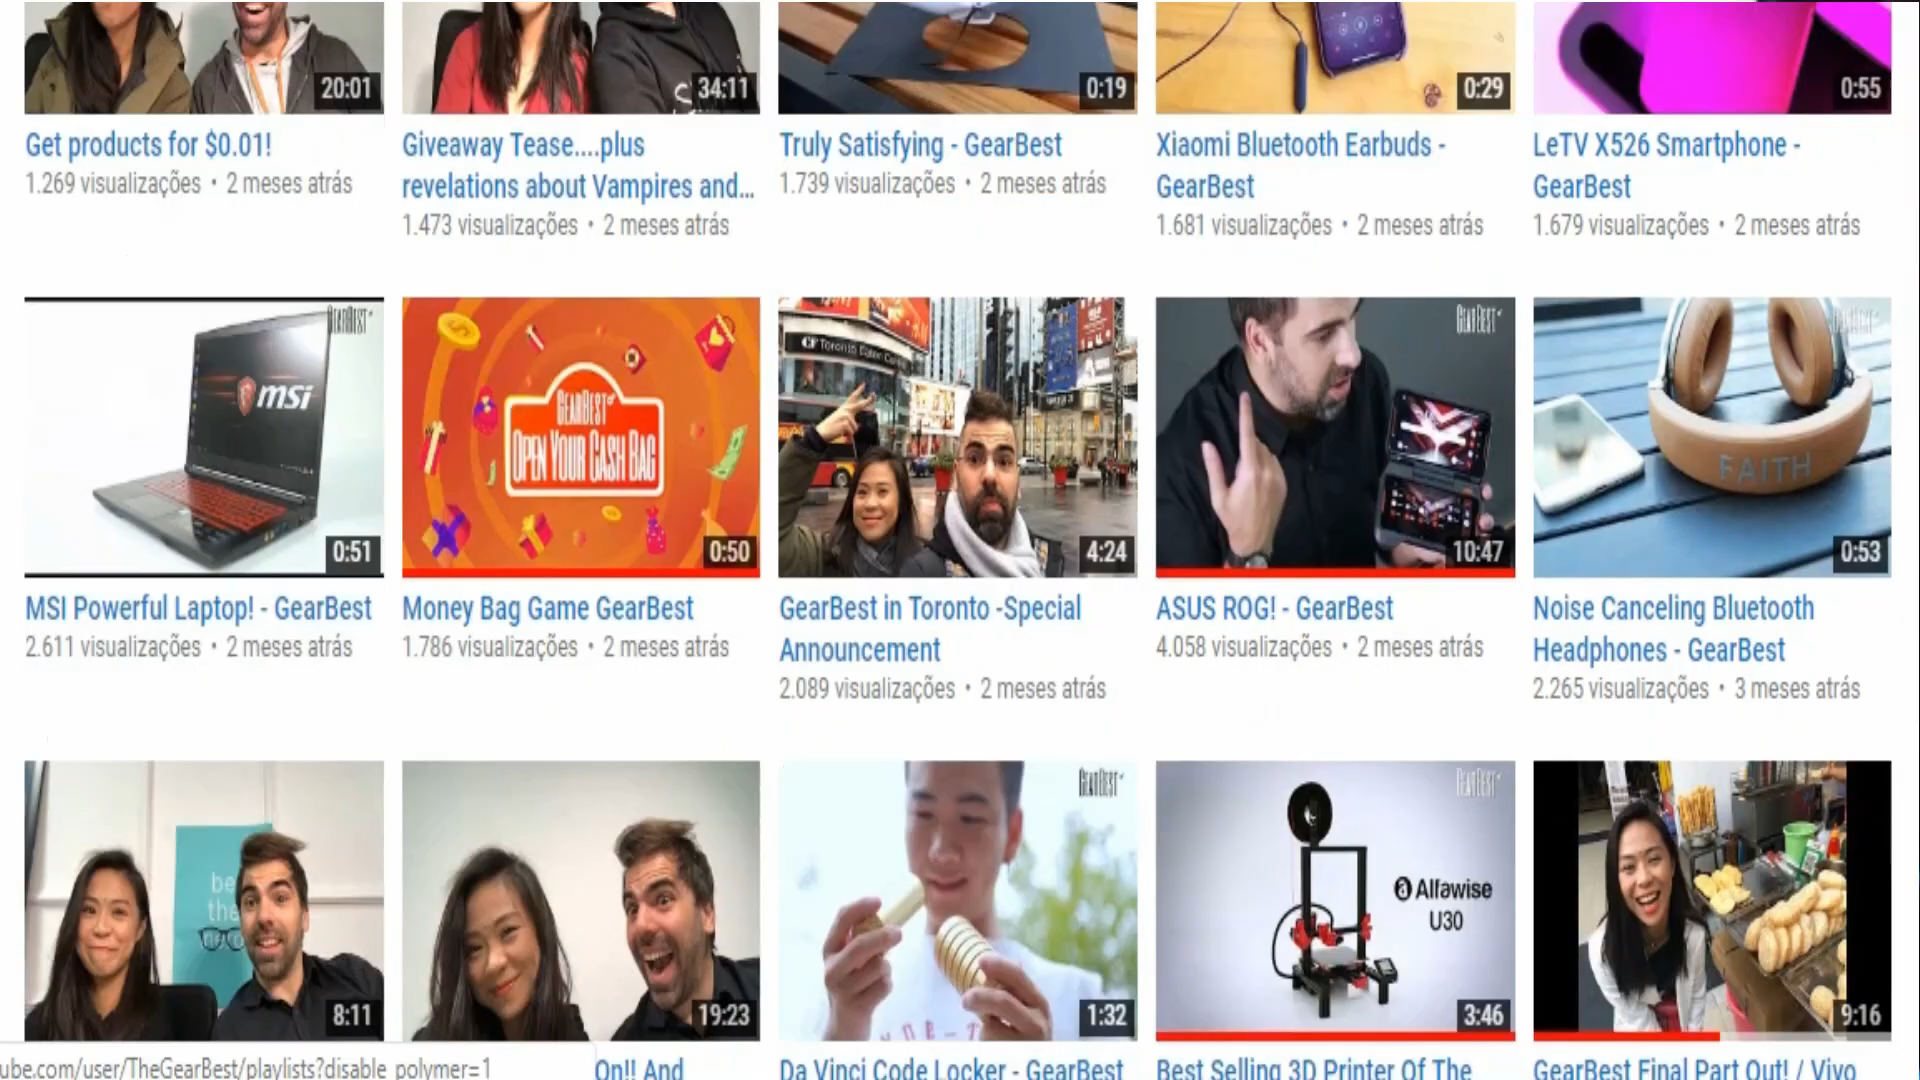 20:01
34:11
0:19
0:29
0:55
Get products for $0.01!
1.269 visualizações • 2 meses atrás
Giveaway Tease....plus
revelations about Vampires and...
1.473 visualizações • 2 meses atrás
Truly Satisfying - GearBest
1.739 visualizações • 2 meses atrás
Xiaomi Bluetooth Earbuds -
GearBest
1.681 visualizações • 2 meses atrás
LeTV X526 Smartphone -
GearBest
1.679 visualizações • 2 meses atrás
GEARBEST
msi
0:51
GEARBEST
OPEN YOUR CASH BAG
0:50
Toronto Eaton
4:24
GEARBEST
10:47
FAITH
0:53
MSI Powerful Laptop! - GearBest
2.611 visualizações • 2 meses atrás
Money Bag Game GearBest
1.786 visualizações • 2 meses atrás
GearBest in Toronto -Special
Announcement
2.089 visualizações • 2 meses atrás
ASUS ROG! - GearBest
4.058 visualizações • 2 meses atrás
Noise Canceling Bluetooth
Headphones - GearBest
2.265 visualizações • 3 meses atrás
be
the
8:11
19:23
GEARBEST
1:32
GEARBEST
Alfawise
U30
3:46
9:16
ube.com/user/TheGearBest/playlists?disable_polymer=1
On!! And
Da Vinci Code Locker - GearBest
Best Selling 3D Printer Of The
GearBest Final Part Out! / Vivo